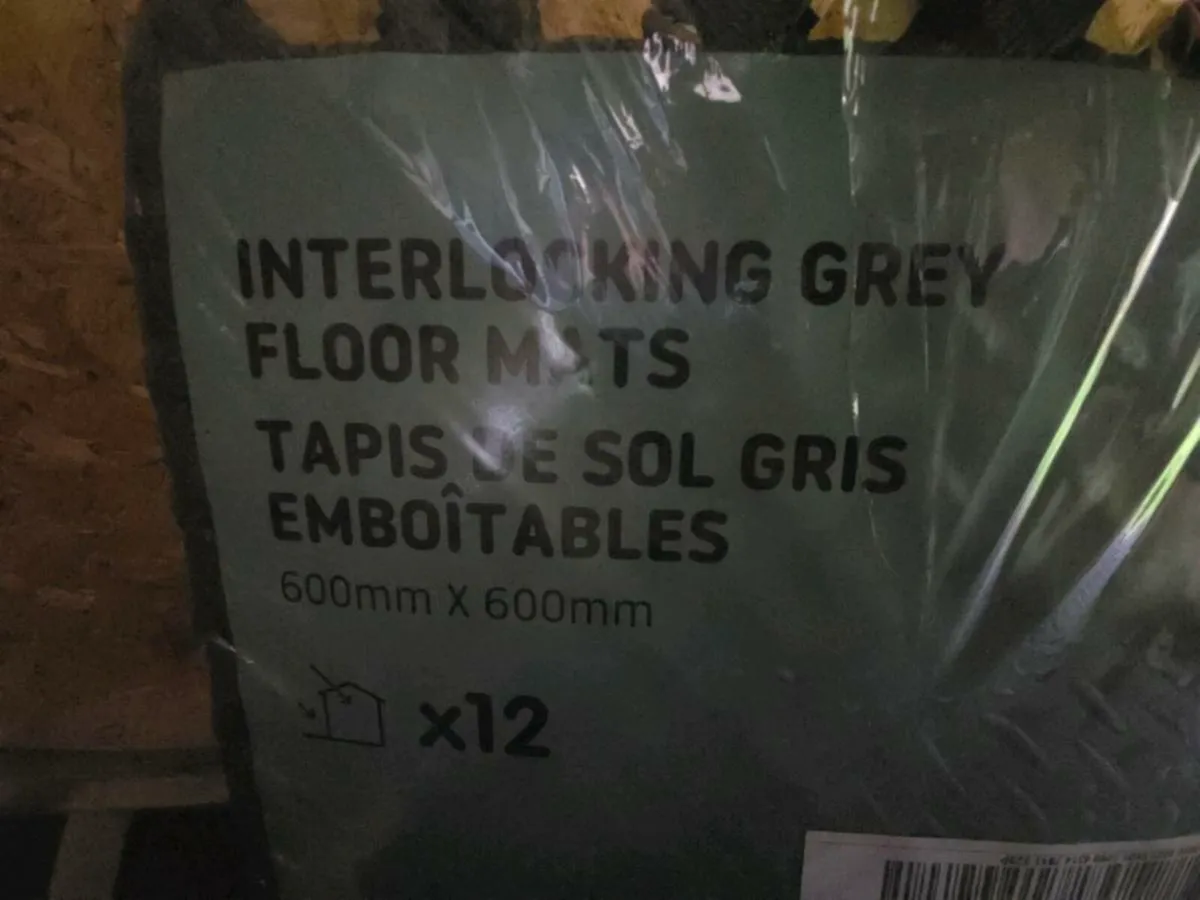 INTERLOCKING GREY
FLOOR MATS
TAPIS DE SOL GRIS
EMBOÎTABLES
600mm X 600mm
x12